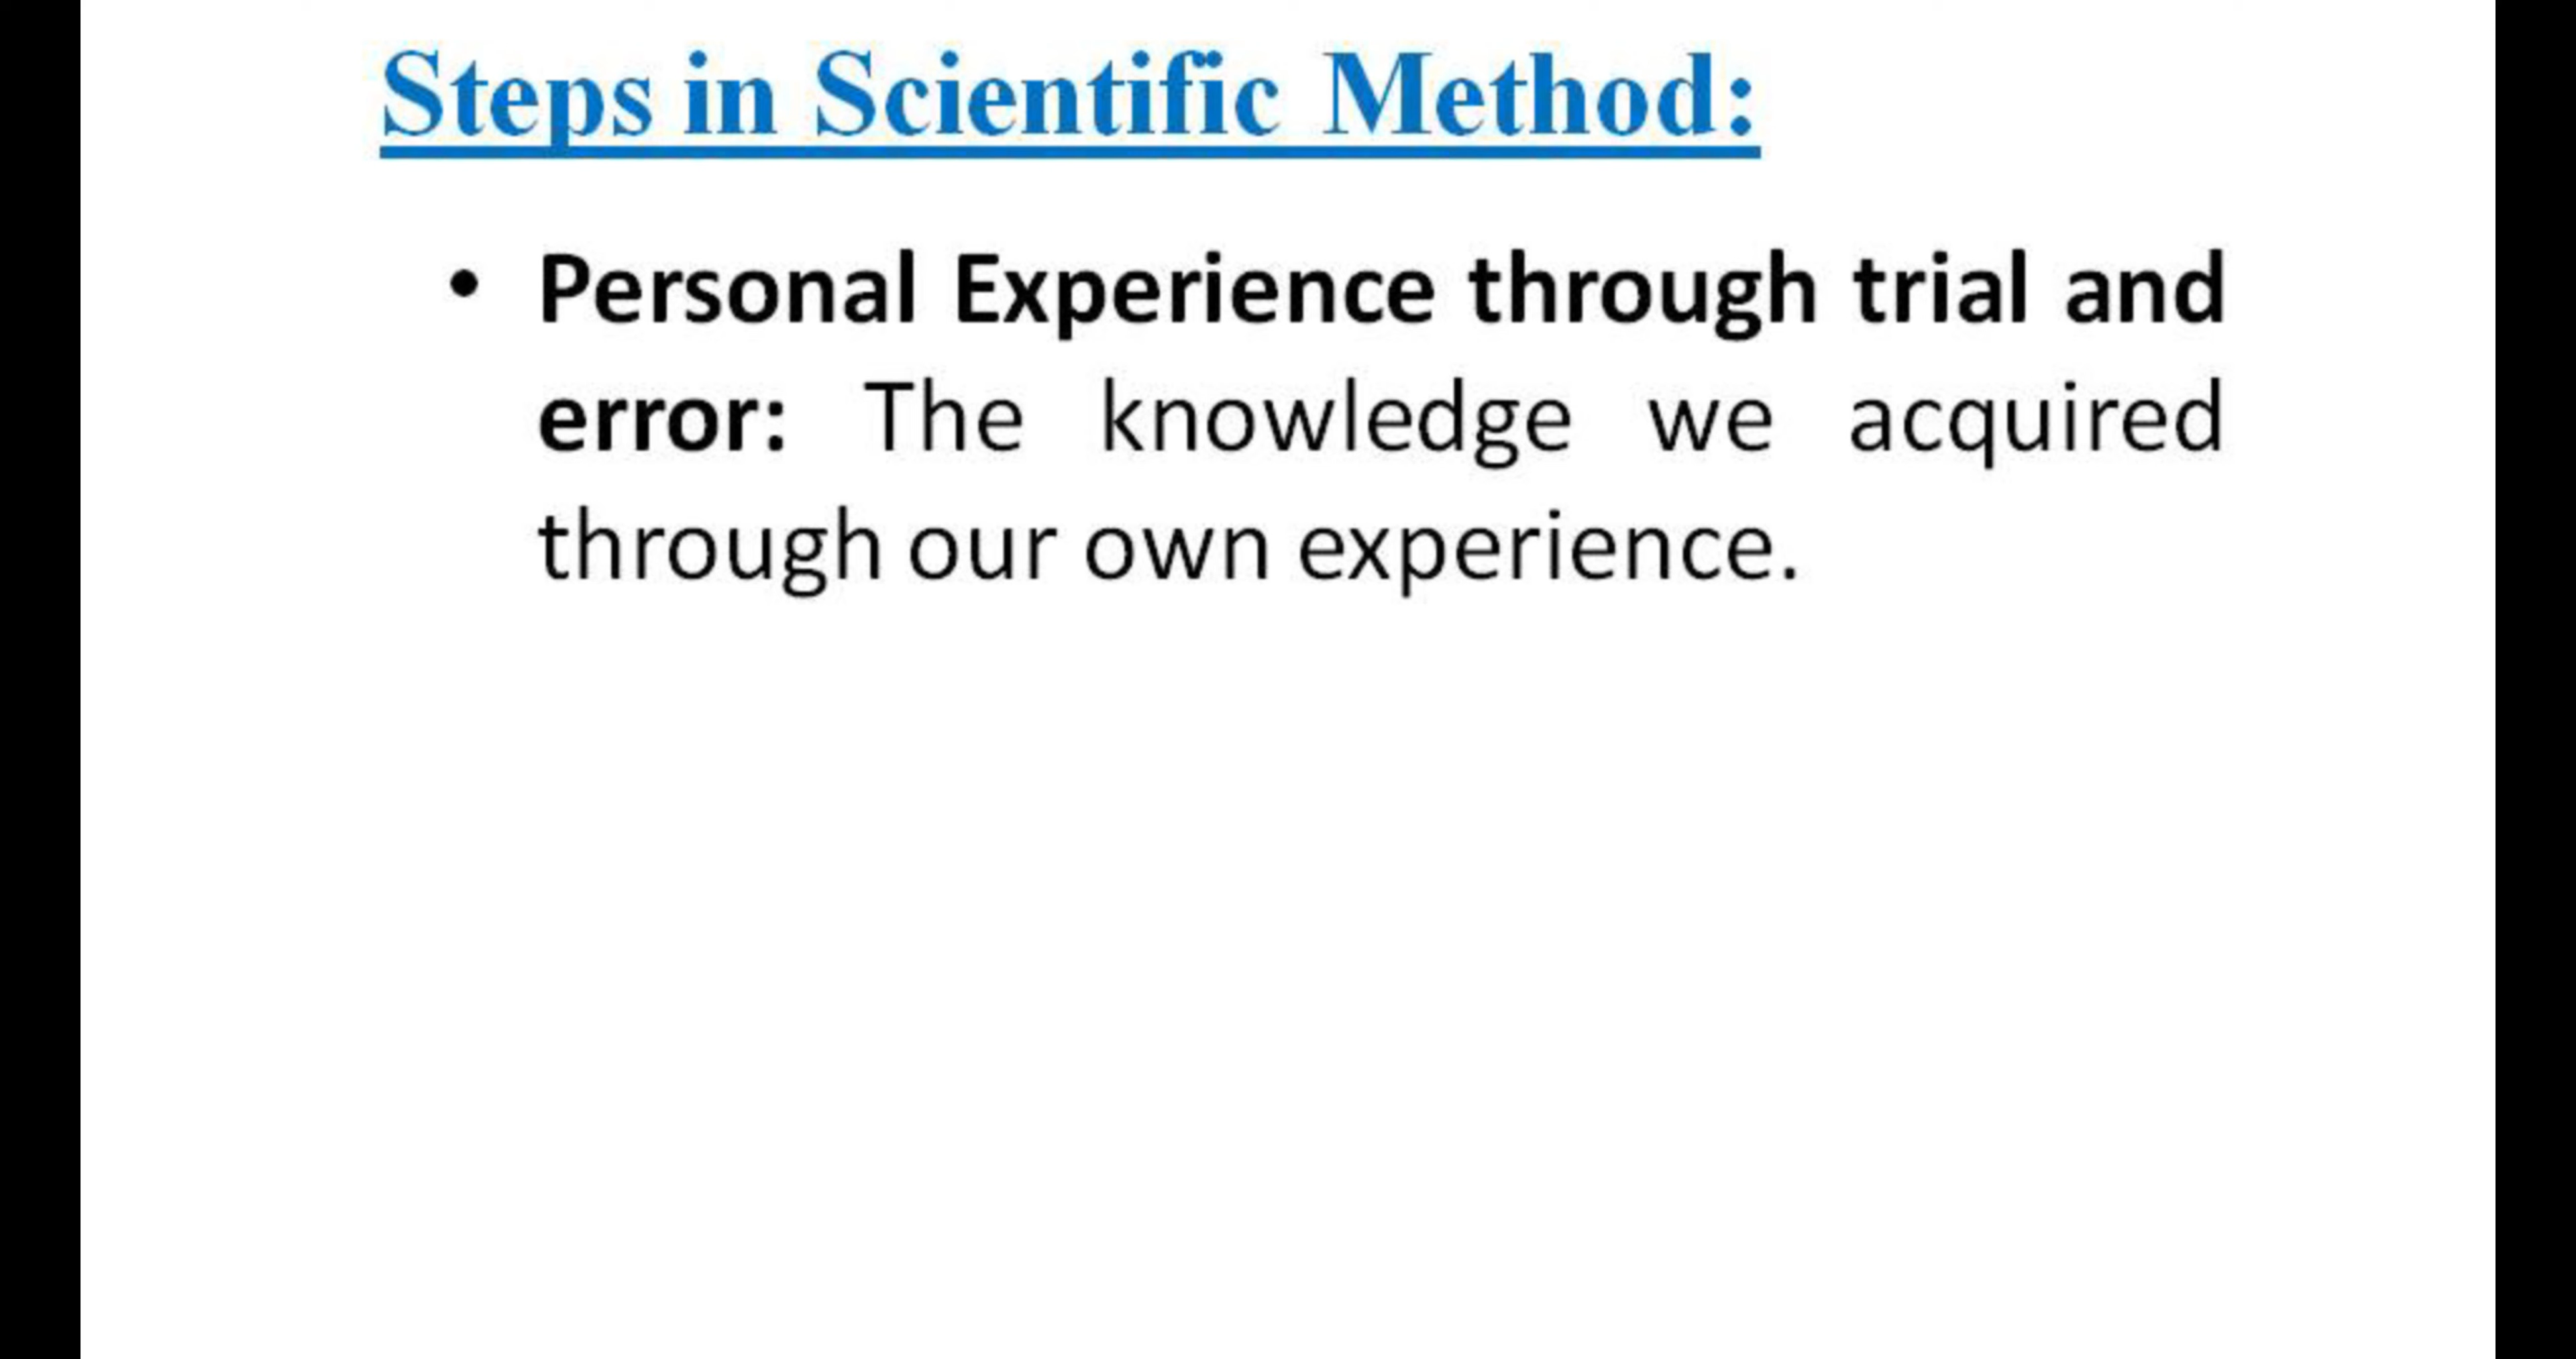 Steps in Scientific Method:
• Personal Experience through trial and
error: The knowledge we acquired
through our own experience.